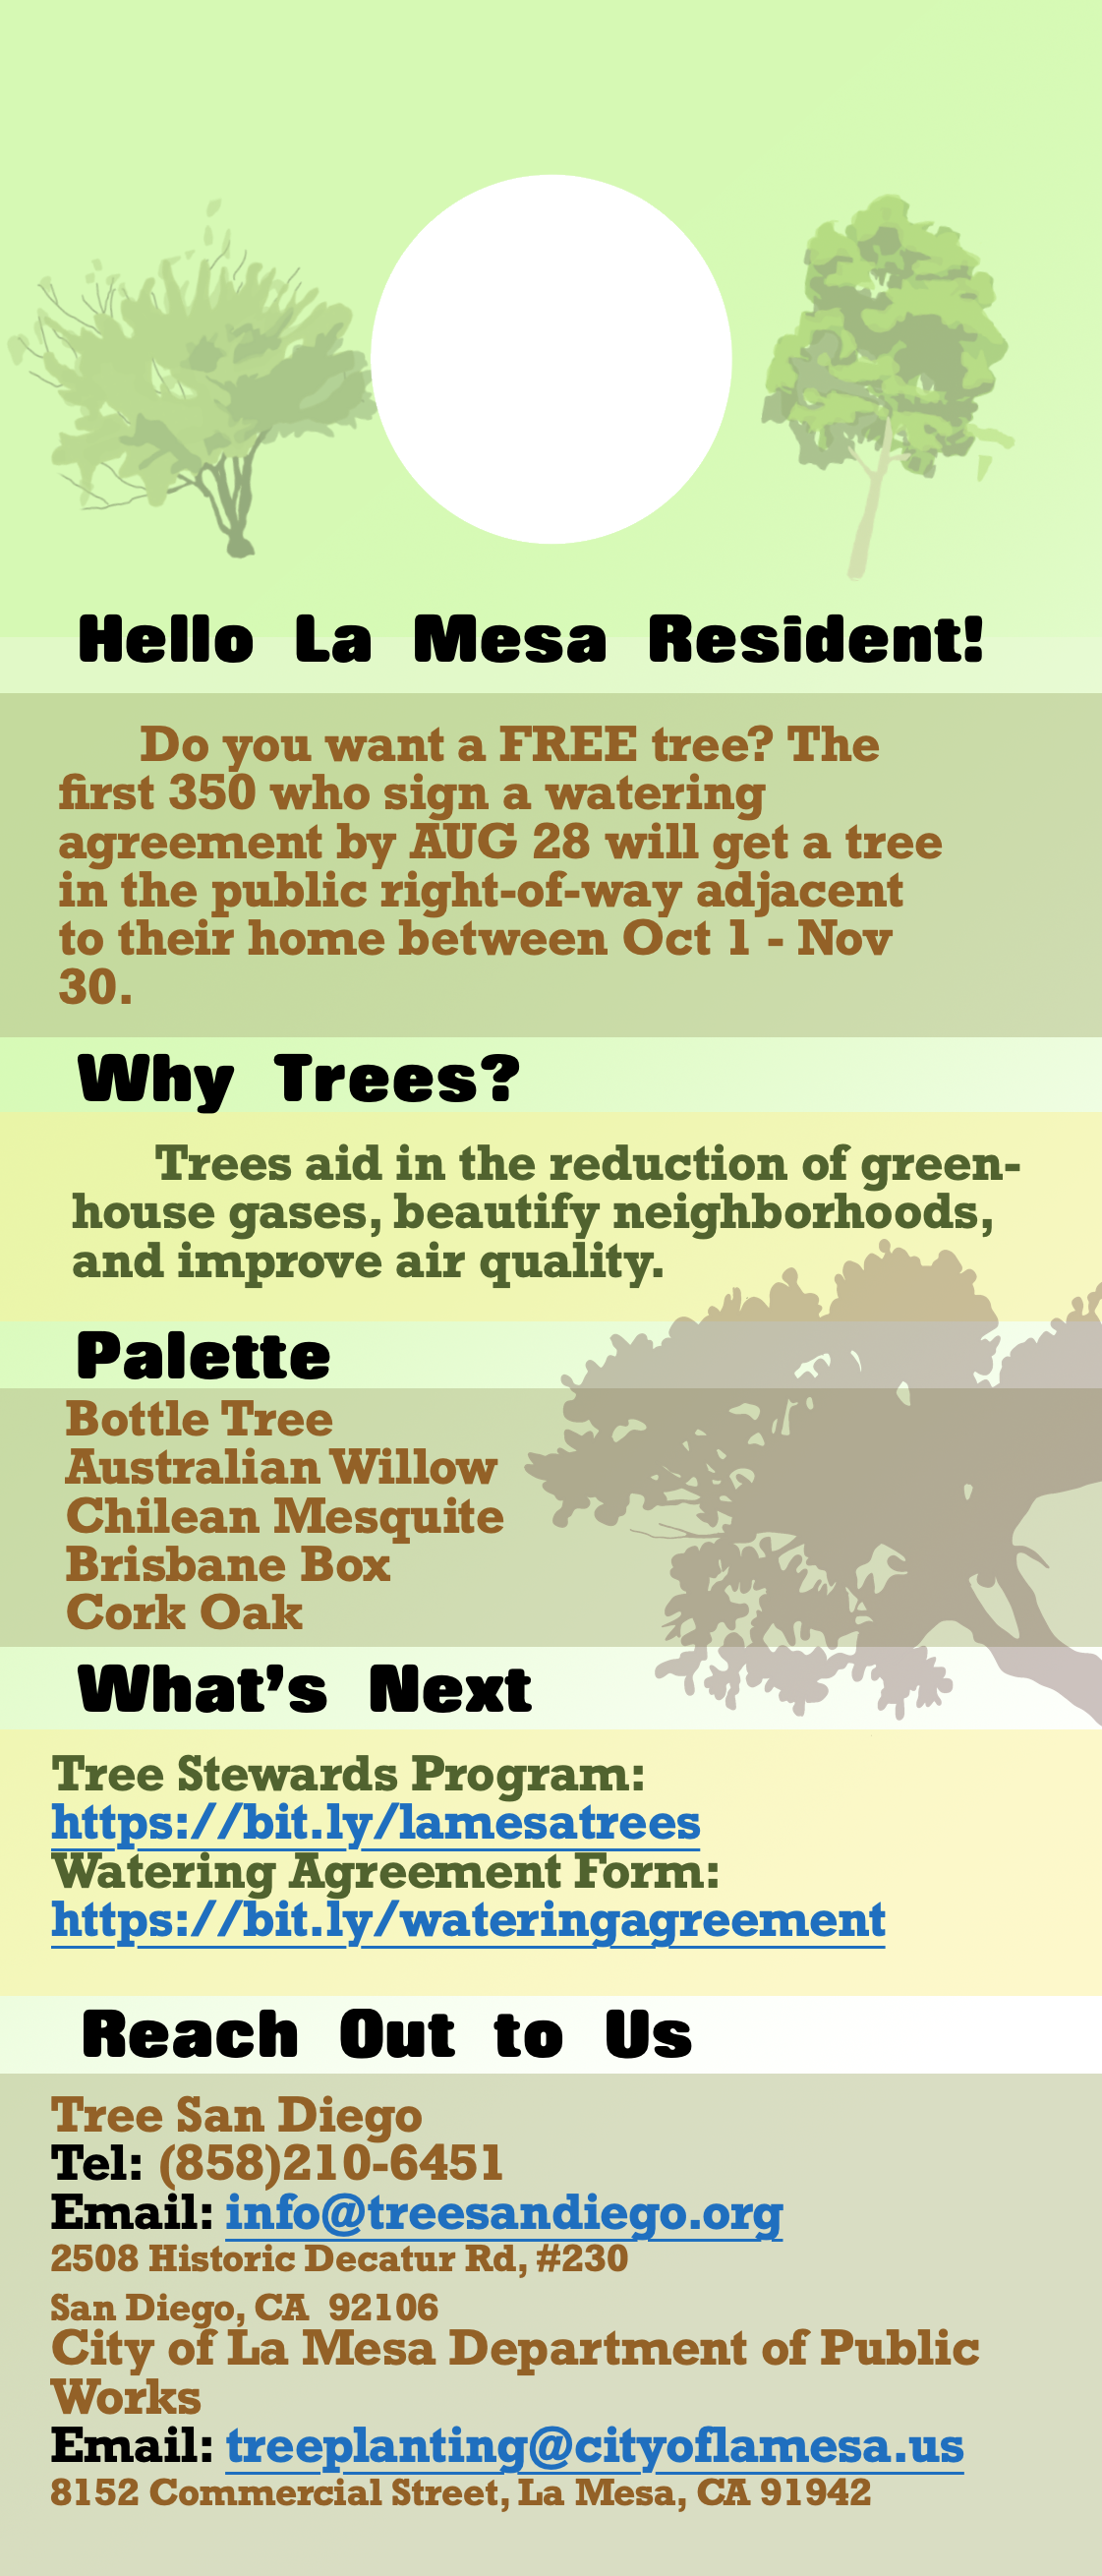 Hello La Mesa Resident!
Do you want a FREE tree? The
first 350 who sign a watering
agreement by AUG 28 will get a tree
in the public right-of-way adjacent
to their home between Oct 1 - Nov
30.
Why Trees?
Trees aid in the reduction of green-
house gases, beautify neighborhoods,
and improve air quality.
Palette
Bottle Tree
Australian Willow
Chilean Mesquite
Brisbane Box
Cork Oak
What's Next
Tree Stewards Program:
https://bit.ly/lamesatrees
Watering Agreement Form:
https://bit.ly/wateringagreement
Reach Out to Us
Tree San Diego
Tel: (858)210-6451
Email: info@treesandiego.org
2508 Historic Decatur Rd, #230
San Diego, CA  92106
City of La Mesa Department of Public
Works
Email: treeplanting@cityoflamesa.us
8152 Commercial Street, La Mesa, CA 91942